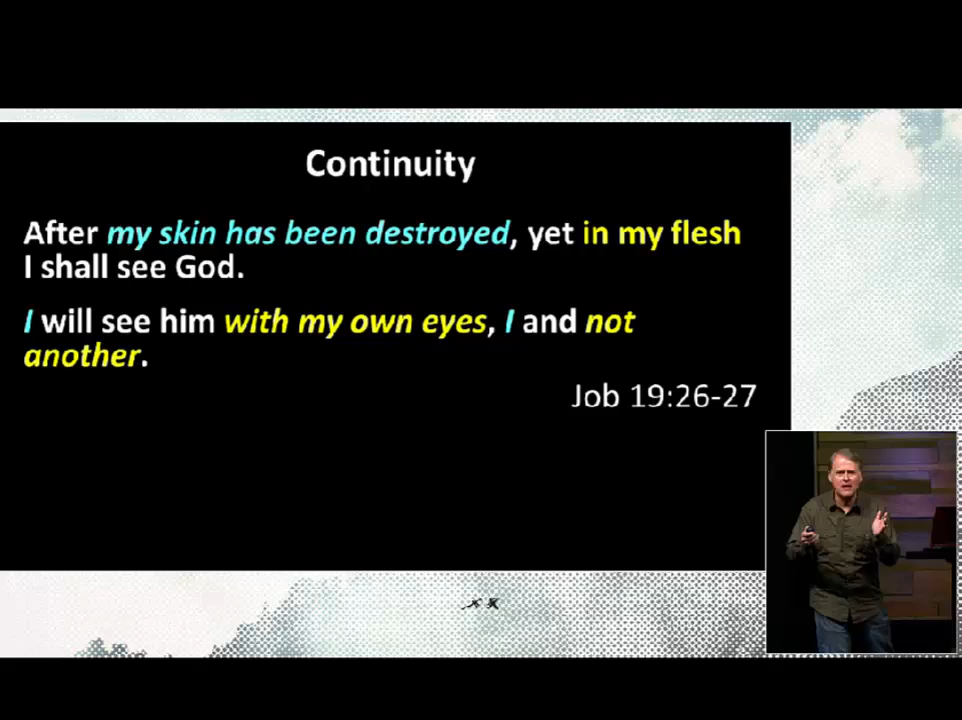 Continuity
After my skin has been destroyed, yet in my flesh
I shall see God.
I will see him with my own eyes, I and not
another.
Job 19:26-27